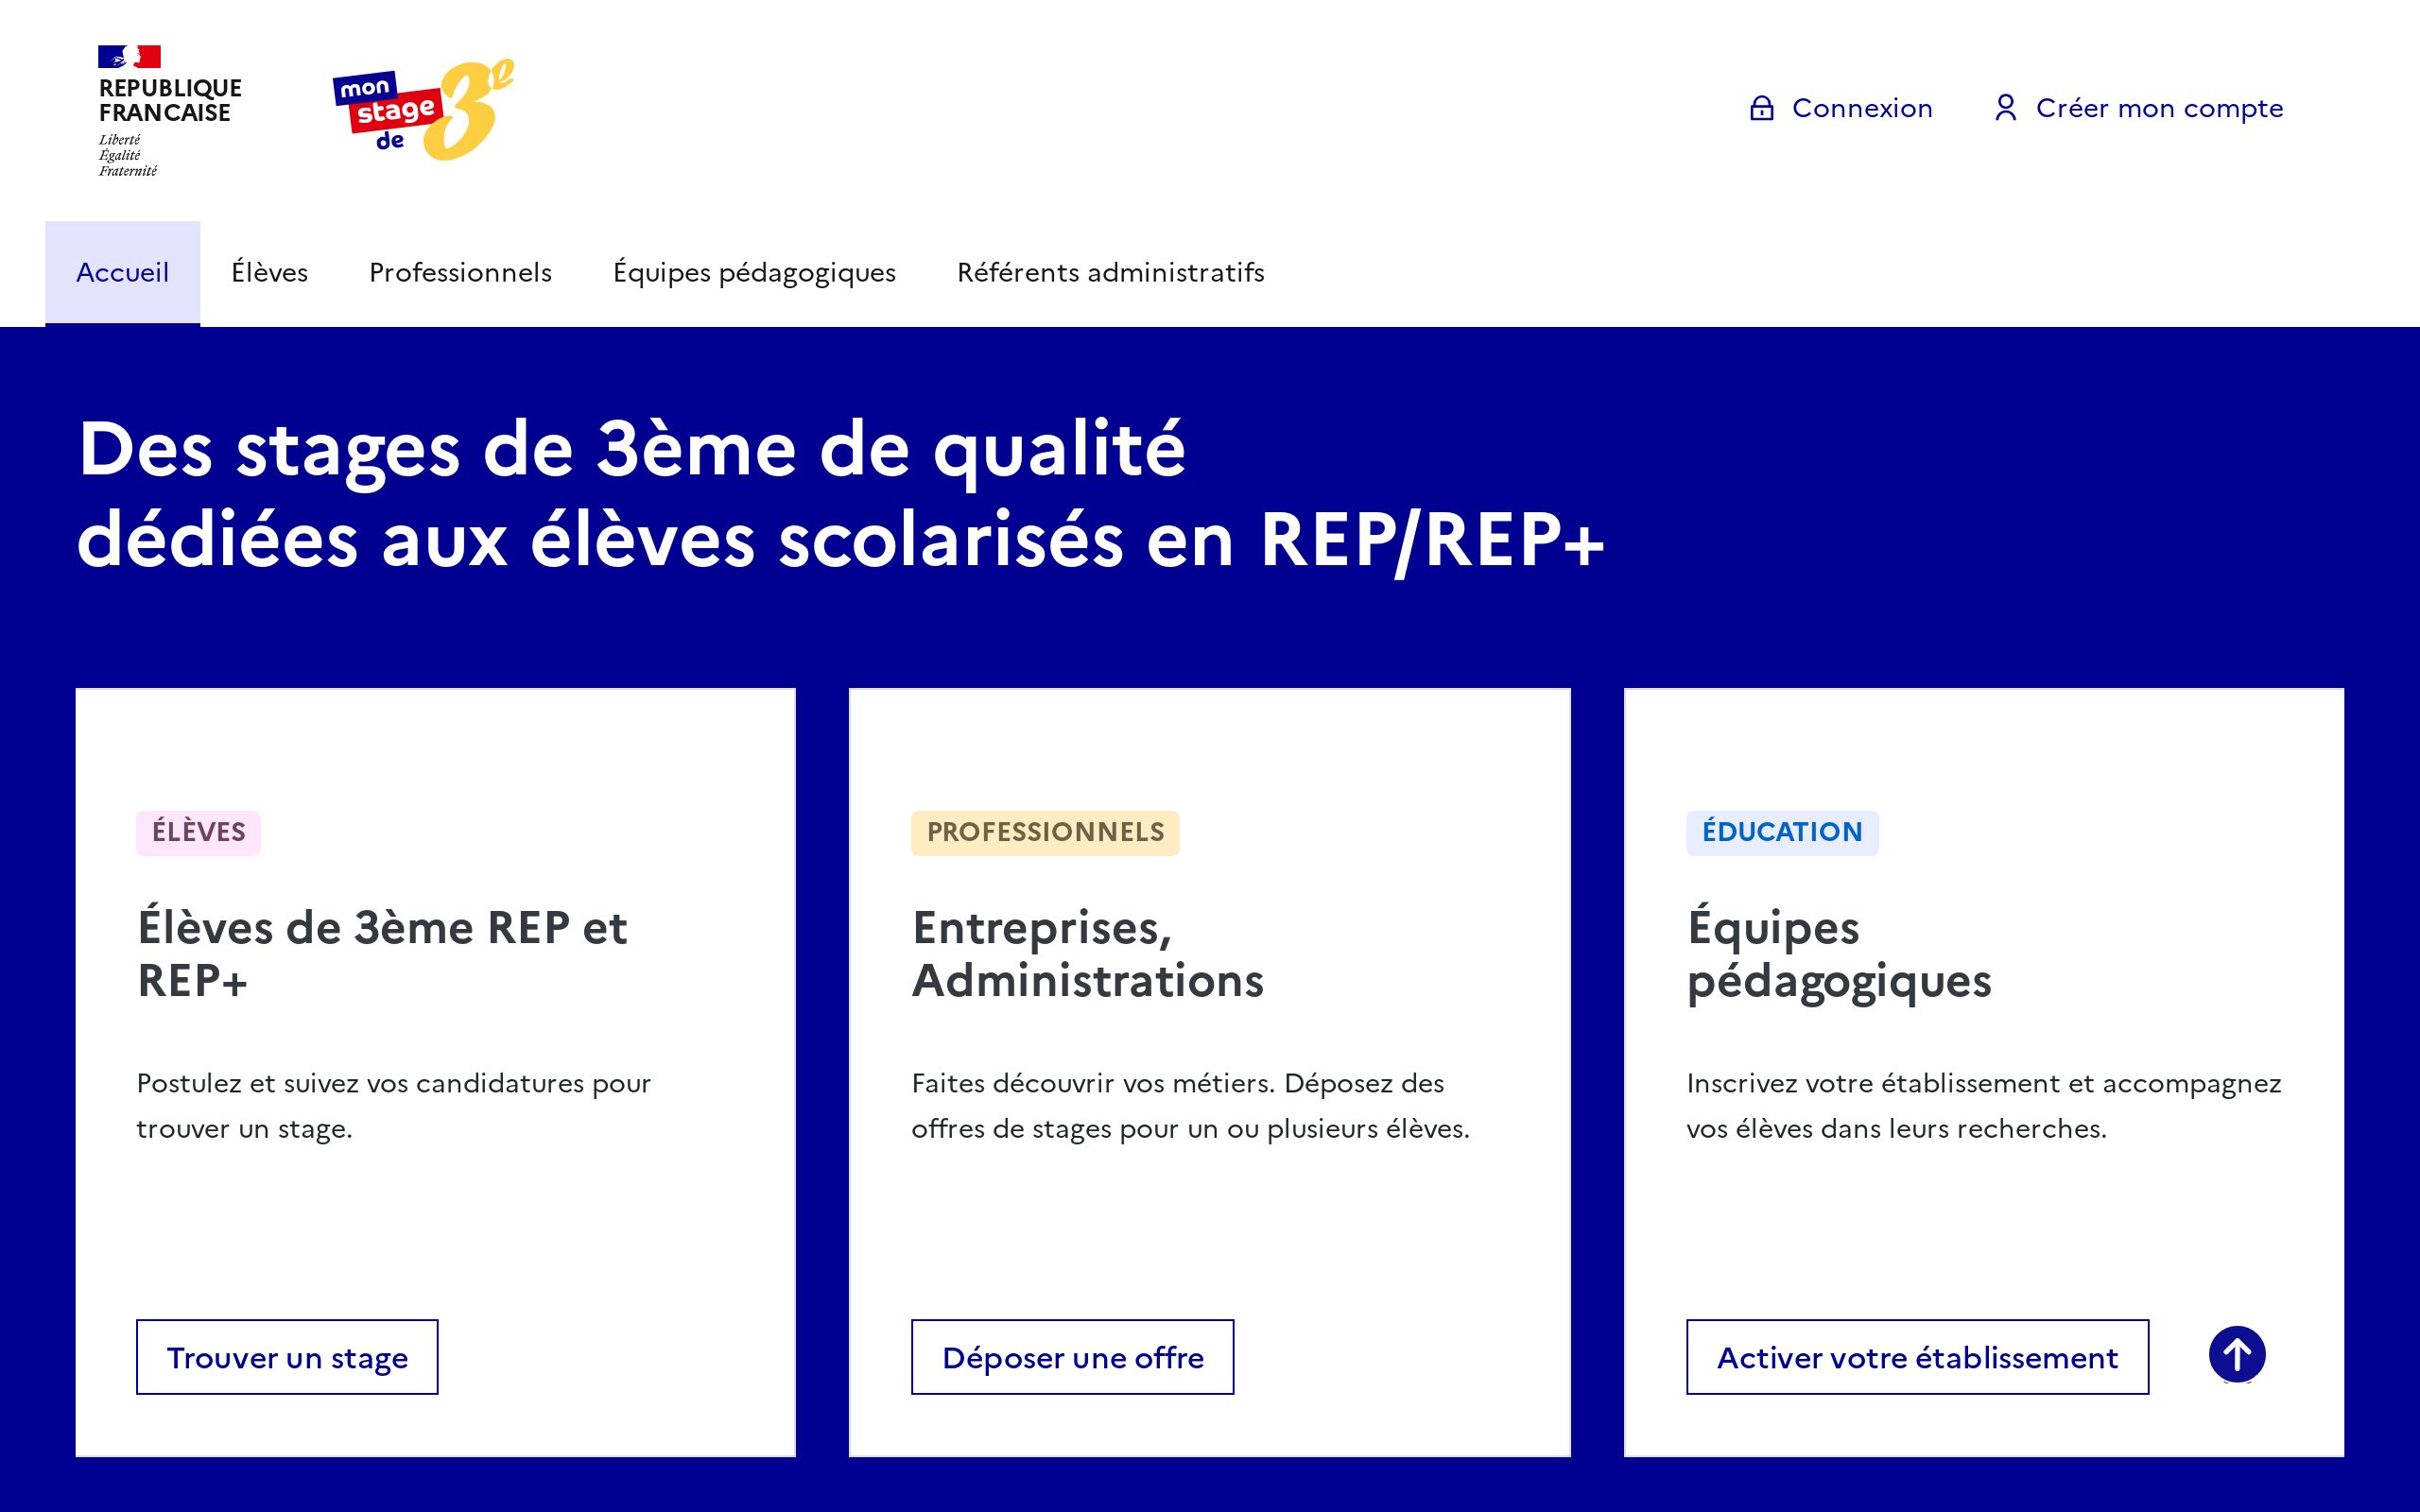 REPUBLIQUE
FRANCAISE
Liberté
Égalité
Fraternité
mon
stage
de
3e
Connexion
Créer mon compte
Accueil
Élèves
Professionnels
Équipes pédagogiques
Référents administratifs
Des stages de 3ème de qualité
dédiées aux élèves scolarisés en REP/REP+
ÉLÈVES
Élèves de 3ème REP et
REP+
Postulez et suivez vos candidatures pour
trouver un stage.
Trouver un stage
PROFESSIONNELS
Entreprises,
Administrations
Faites découvrir vos métiers. Déposez des
offres de stages pour un ou plusieurs élèves.
Déposer une offre
ÉDUCATION
Équipes
pédagogiques
Inscrivez votre établissement et accompagnez
vos élèves dans leurs recherches.
Activer votre établissement